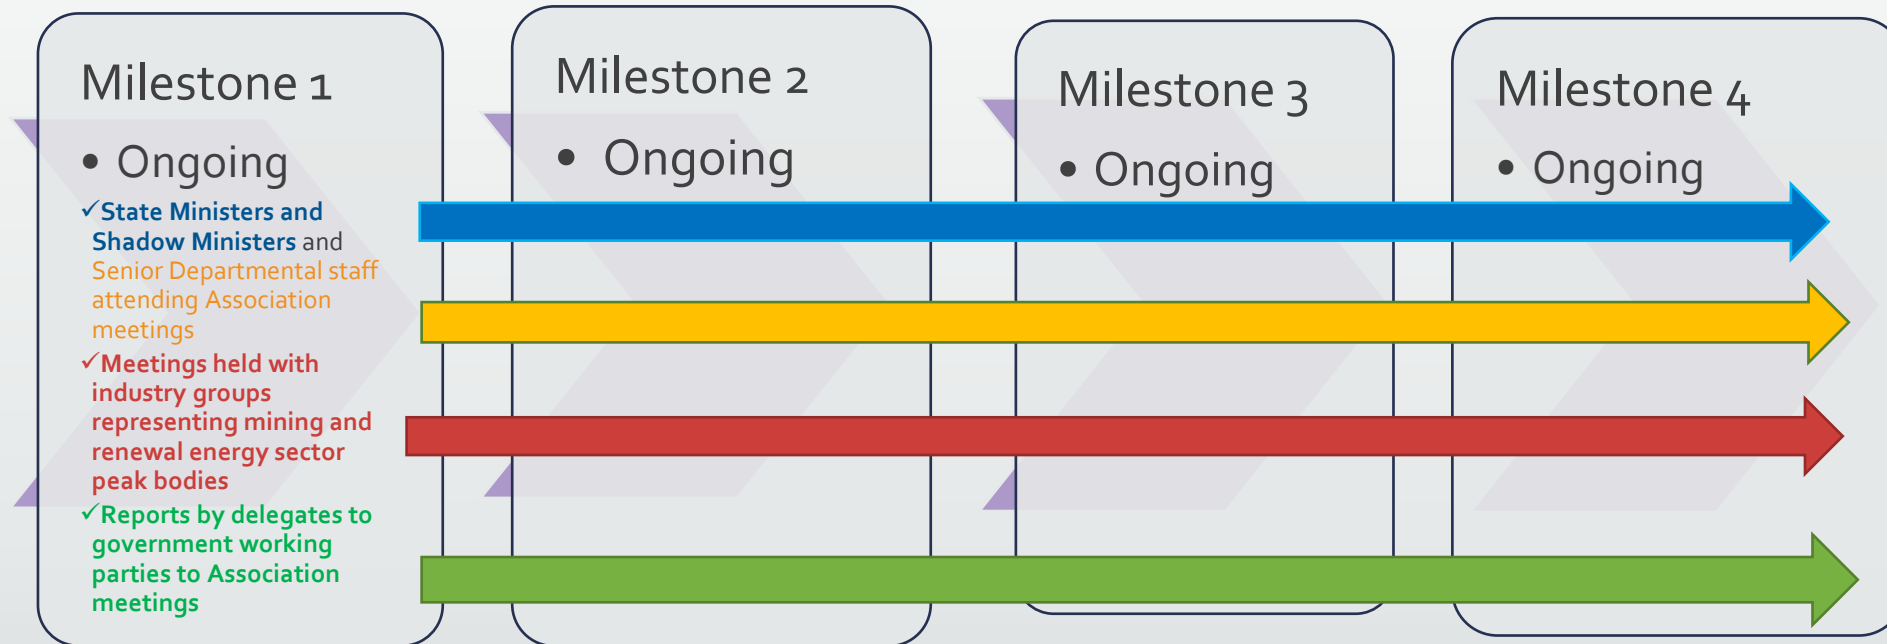 Milestone 1
• Ongoing
✓State Ministers and
Shadow Ministers and
Senior Departmental staff
attending Association
meetings
✓Meetings held with
industry groups
representing mining and
renewal energy sector
peak bodies
✓Reports by delegates to
government working
parties to Association
meetings
Milestone 2
• Ongoing
Milestone 3
• Ongoing
Milestone 4
• Ongoing